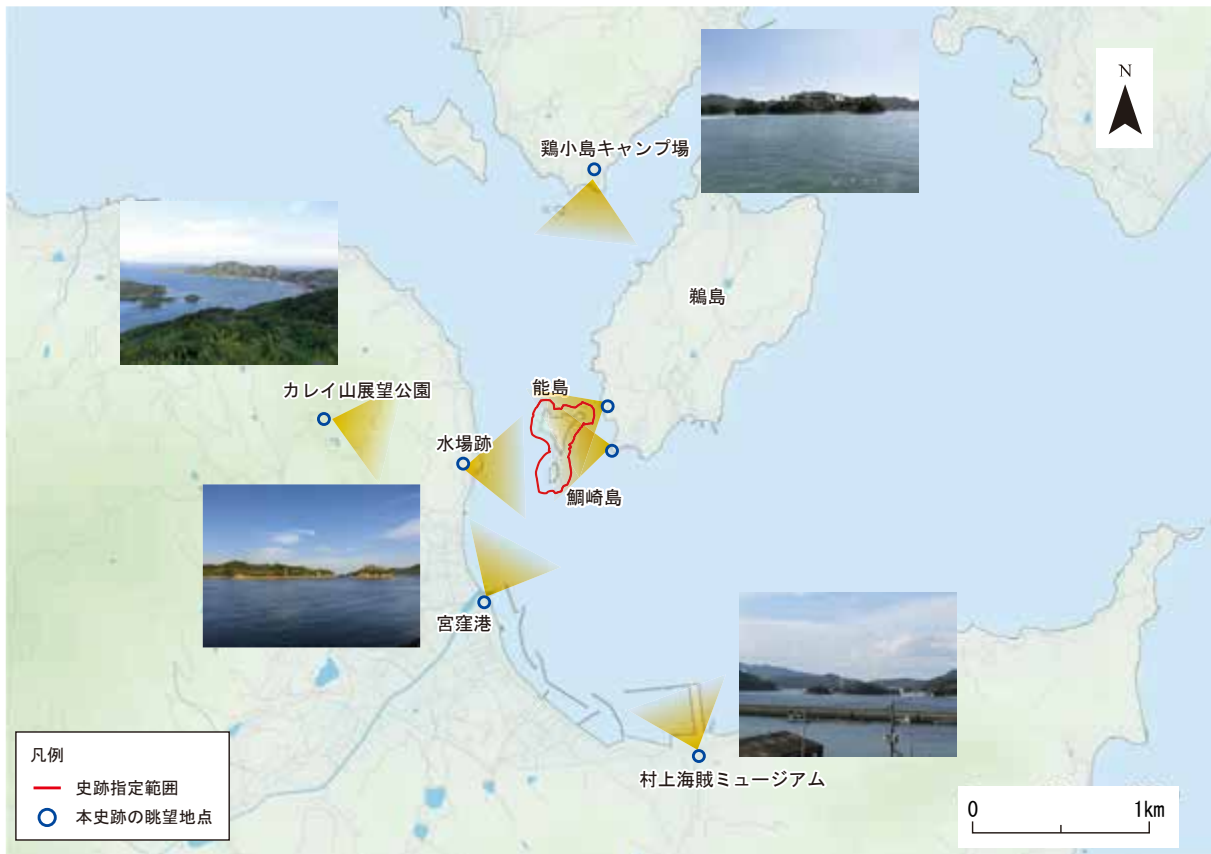 N
鶏小島キャンプ場
鵜島
カレイ山展望公園
能島
水場跡
鯛崎島
宮窪港
村上海賊ミュージアム
凡例
史跡指定範囲
本史跡の眺望地点
0 1km